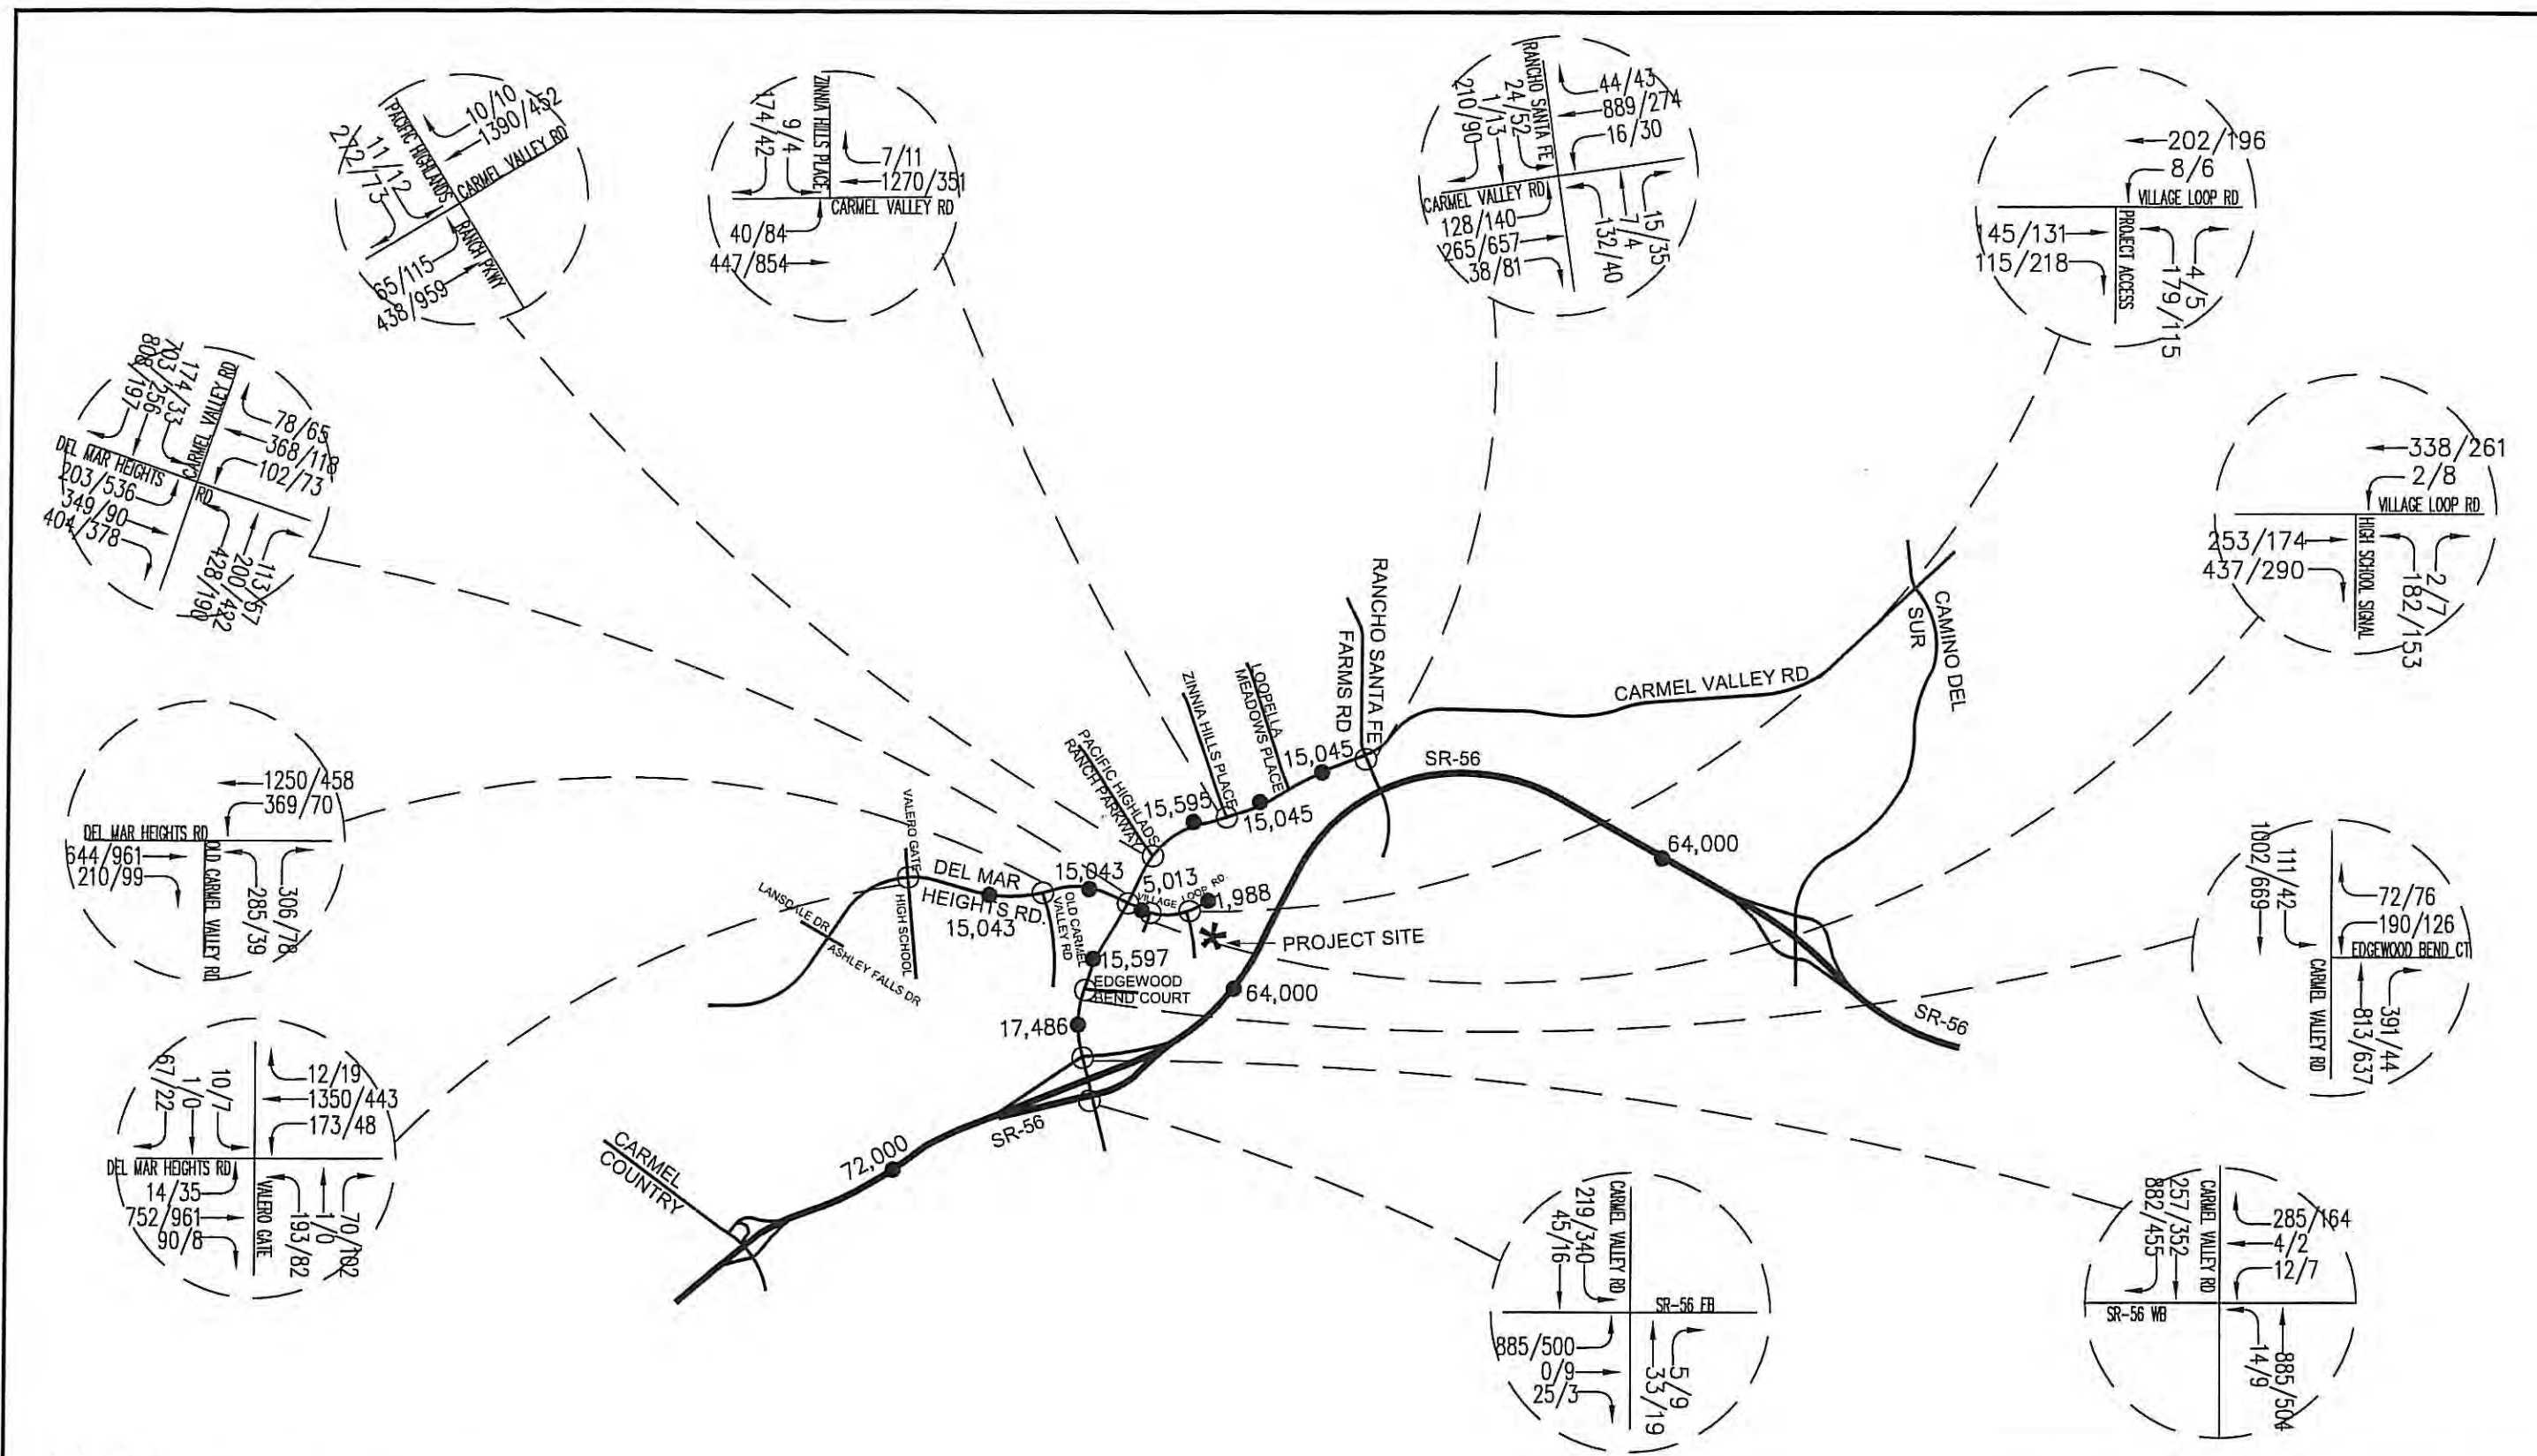 PACIFIC HIGHLANDS
RANCH PKWY
CARMEL VALLEY RD
10/10
1390/452
11/12
272/73
65/115
438/959
ZINNIA HILLS PLACE
CARMEL VALLEY RD
174/42
9/4
7/11
1270/351
40/84
447/854
RANCHO SANTA FE
CARMEL VALLEY RD
210/90
1/13
24/52
44/43
889/274
16/30
128/140
265/657
38/81
132/40
7/4
15/35
202/196
8/6
VILLAGE LOOP RD
PROJECT ACCESS
145/131
115/218
179/115
4/5
CARMEL VALLEY RD
DEL MAR HEIGHTS
RD
808/197
703/256
174/33
78/65
368/118
102/73
203/536
349/90
404/378
428/190
200/422
113/67
338/261
2/8
VILLAGE LOOP RD
HIGH SCHOOL SIGNAL
253/174
437/290
182/153
2/7
1250/458
369/70
DEL MAR HEIGHTS RD
OLD CARMEL VALLEY RD
644/961
210/99
285/39
306/78
1002/669
111/42
72/76
190/126
EDGEWOOD BEND CT
CARMEL VALLEY RD
813/637
391/44
67/22
1/0
10/7
12/19
1350/443
173/48
DEL MAR HEIGHTS RD
VALERO GATE
14/35
752/961
90/8
193/82
1/0
70/102
45/16
219/340
CARMEL VALLEY RD
SR-56 EB
885/500
0/9
25/3
33/19
5/9
882/455
257/352
CARMEL VALLEY RD
285/164
4/2
12/7
SR-56 WB
14/9
885/504
RANCHO SANTA FE
FARMS RD
CAMINO DEL
SUR
CARMEL VALLEY RD
LOOPELLA
MEADOWS PLACE
ZINNIA HILLS PLACE
PACIFIC HIGHLADS
RANCH PARKWAY
15,045
SR-56
15,595
15,045
64,000
VALERO GATE
HIGH SCHOOL
DEL MAR
HEIGHTS RD.
15,043
15,043
5,013
VILLAGE LOOP RD.
1,988
OLD CARMEL
VALLEY RD
LANSDALE DR
ASHLEY FALLS DR
PROJECT SITE
15,597
EDGEWOOD
BEND COURT
64,000
17,486
SR-56
SR-56
72,000
CARMEL
COUNTRY